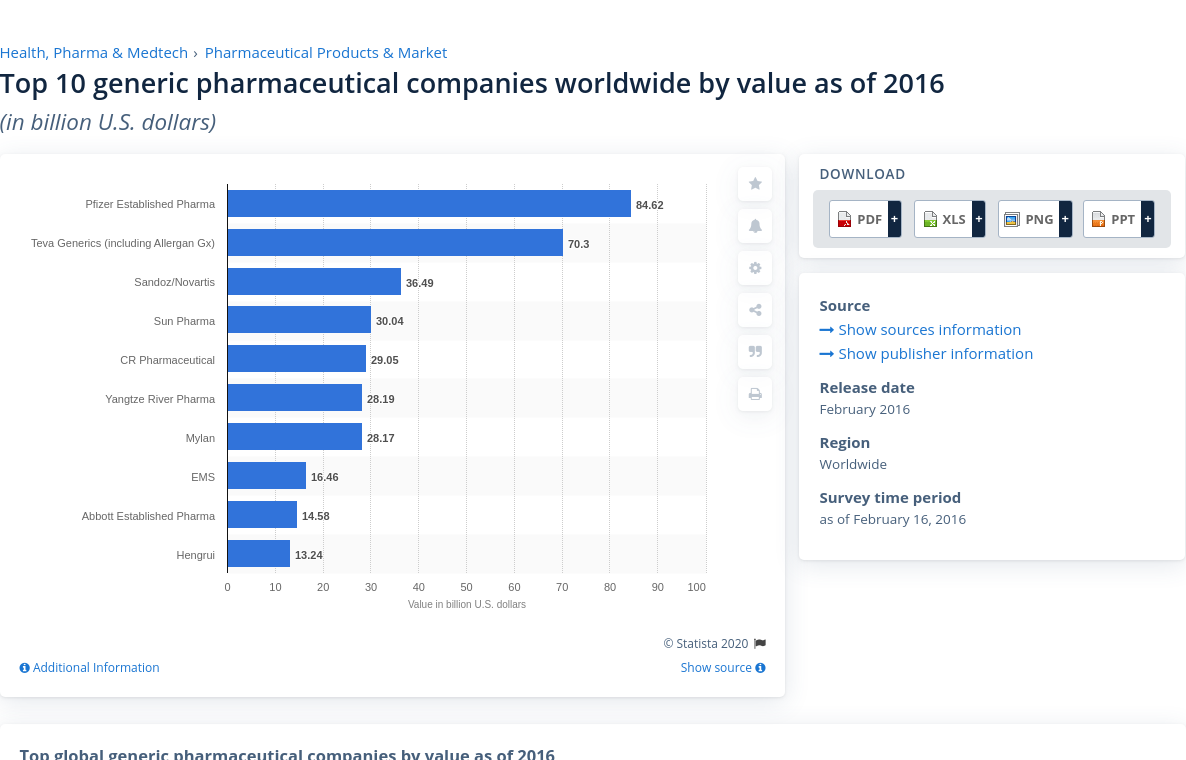 Health, Pharma & Medtech › Pharmaceutical Products & Market
Top 10 generic pharmaceutical companies worldwide by value as of 2016
(in billion U.S. dollars)
Pfizer Established Pharma 84.62
Teva Generics (including Allergan Gx) 70.3
Sandoz/Novartis 36.49
Sun Pharma 30.04
CR Pharmaceutical 29.05
Yangtze River Pharma 28.19
Mylan 28.17
EMS 16.46
Abbott Established Pharma 14.58
Hengrui 13.24
0 10 20 30 40 50 60 70 80 90 100
Value in billion U.S. dollars
© Statista 2020
Additional Information
Show source
DOWNLOAD
PDF + XLS + PNG + PPT +
Source
Show sources information
Show publisher information
Release date
February 2016
Region
Worldwide
Survey time period
as of February 16, 2016
Top global generic pharmaceutical companies by value as of 2016